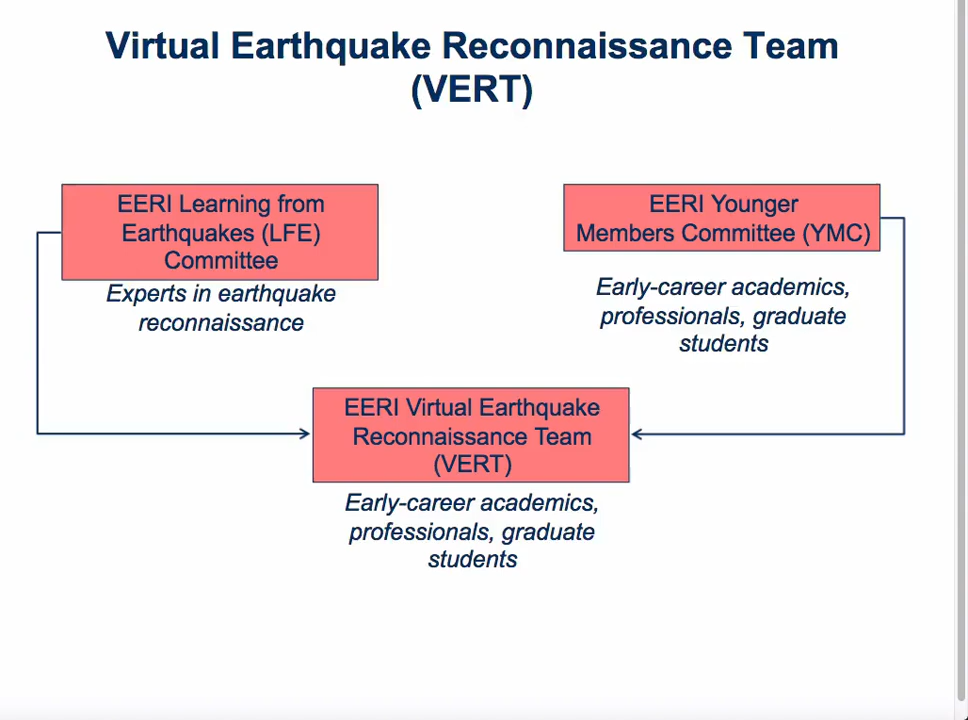 Virtual Earthquake Reconnaissance Team
(VERT)
EERI Learning from
Earthquakes (LFE)
Committee
Experts in earthquake
reconnaissance
EERI Younger
Members Committee (YMC)
Early-career academics,
professionals, graduate
students
EERI Virtual Earthquake
Reconnaissance Team
(VERT)
Early-career academics,
professionals, graduate
students